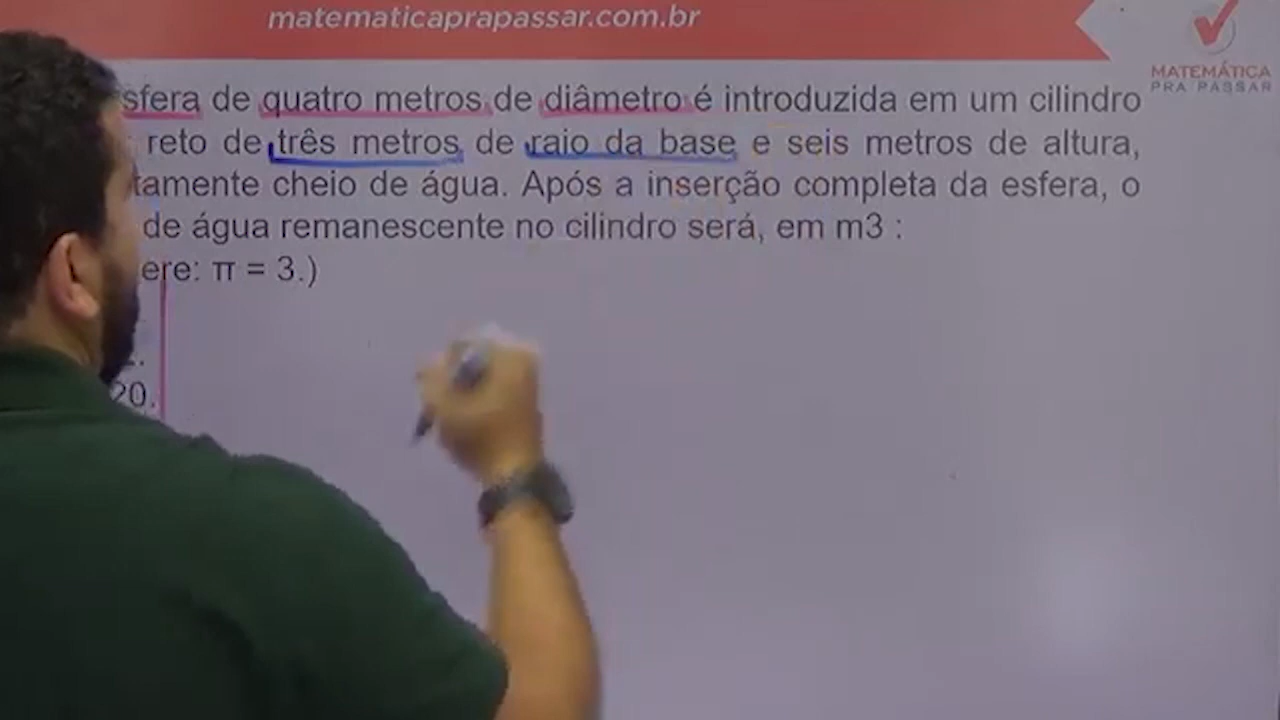 matematicaprapassar.com.br
MATEMÁTICA
PRA PASSAR
sfera de quatro metros de diâmetro é introduzida em um cilindro
reto de três metros de raio da base e seis metros de altura,
tamente cheio de água. Após a inserção completa da esfera, o
de água remanescente no cilindro será, em m3 :
ere: π = 3.)
20.